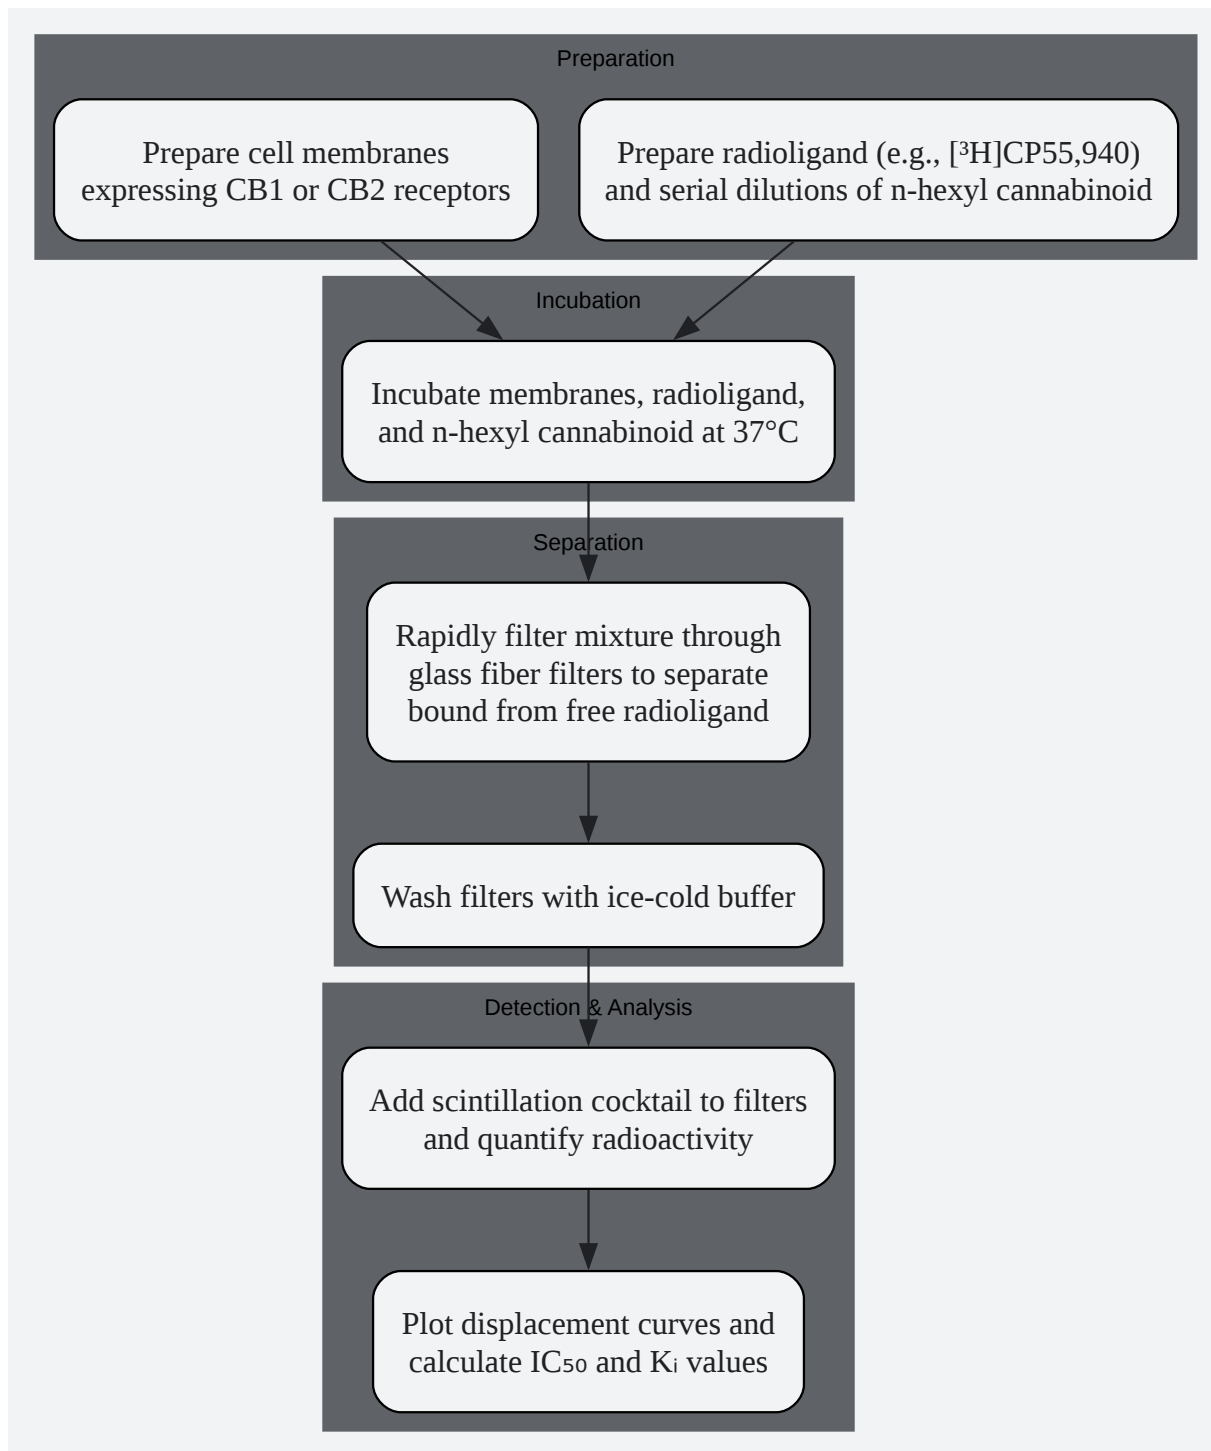 Preparation
Prepare cell membranes
expressing CB1 or CB2 receptors
Prepare radioligand (e.g., [³H]CP55,940)
and serial dilutions of n-hexyl cannabinoid
Incubation
Incubate membranes, radioligand,
and n-hexyl cannabinoid at 37°C
Separation
Rapidly filter mixture through
glass fiber filters to separate
bound from free radioligand
Wash filters with ice-cold buffer
Detection & Analysis
Add scintillation cocktail to filters
and quantify radioactivity
Plot displacement curves and
calculate IC₅₀ and Kᵢ values